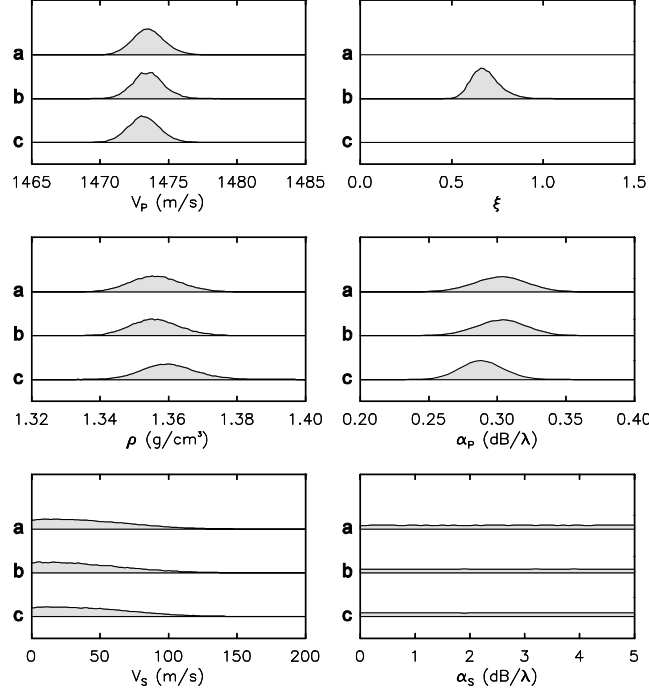 a
b
c
1465 1470 1475 1480 1485
V_P (m/s)
a
b
c
0.0 0.5 1.0 1.5
ξ
a
b
c
1.32 1.34 1.36 1.38 1.40
ρ (g/cm³)
a
b
c
0.20 0.25 0.30 0.35 0.40
α_P (dB/λ)
a
b
c
0 50 100 150 200
V_S (m/s)
a
b
c
0 1 2 3 4 5
α_S (dB/λ)